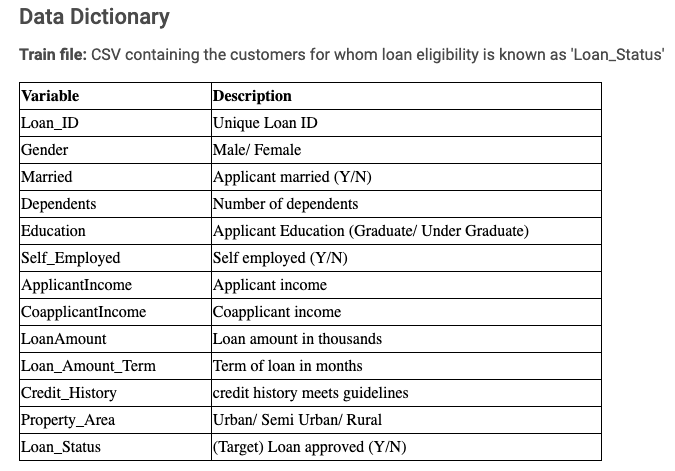 Data Dictionary
Train file: CSV containing the customers for whom loan eligibility is known as 'Loan_Status'
Variable Description
Loan_ID Unique Loan ID
Gender Male/ Female
Married Applicant married (Y/N)
Dependents Number of dependents
Education Applicant Education (Graduate/ Under Graduate)
Self_Employed Self employed (Y/N)
ApplicantIncome Applicant income
CoapplicantIncome Coapplicant income
LoanAmount Loan amount in thousands
Loan_Amount_Term Term of loan in months
Credit_History credit history meets guidelines
Property_Area Urban/ Semi Urban/ Rural
Loan_Status (Target) Loan approved (Y/N)